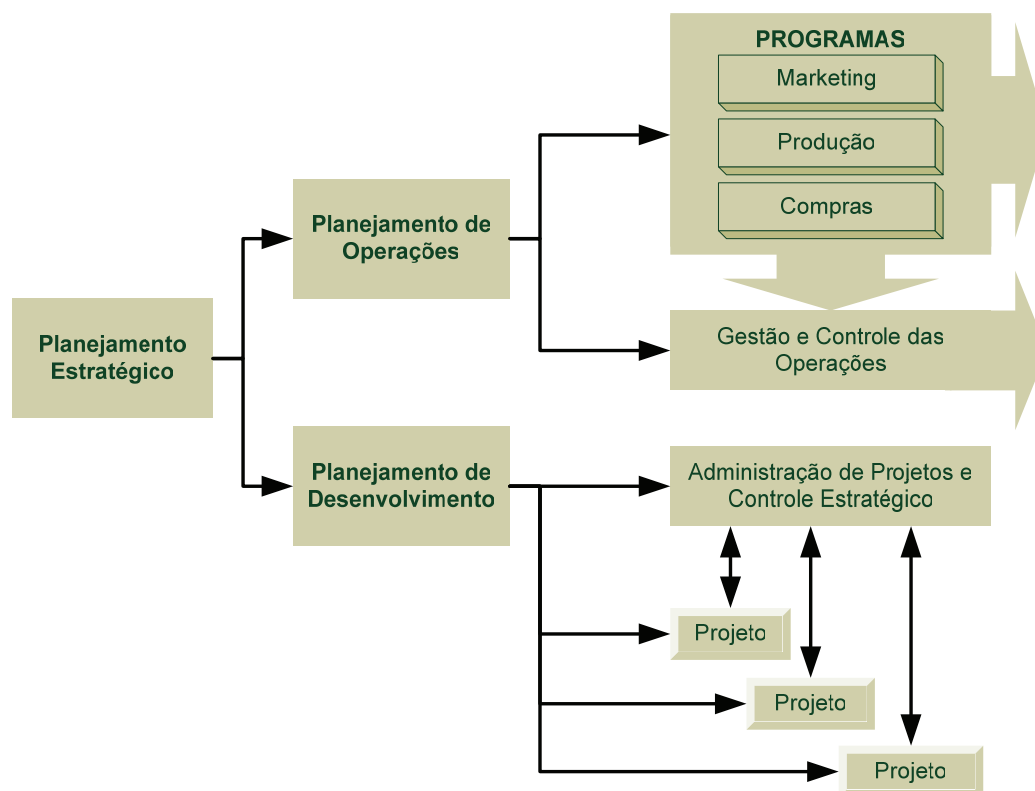 PROGRAMAS
Marketing
Produção
Compras
Planejamento de
Operações
Planejamento
Estratégico
Gestão e Controle das
Operações
Planejamento de
Desenvolvimento
Administração de Projetos e
Controle Estratégico
Projeto
Projeto
Projeto